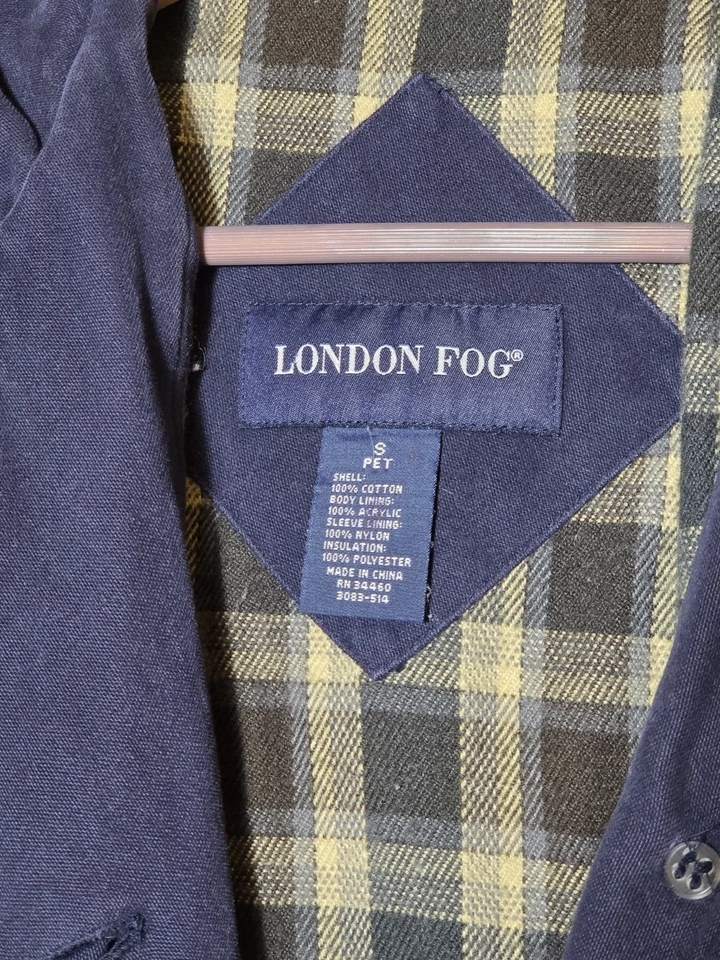 LONDON FOG®
S
PET
SHELL:
100% COTTON
BODY LINING:
100% ACRYLIC
SLEEVE LINING:
100% NYLON
INSULATION:
100% POLYESTER
MADE IN CHINA
RN 34460
3083-514